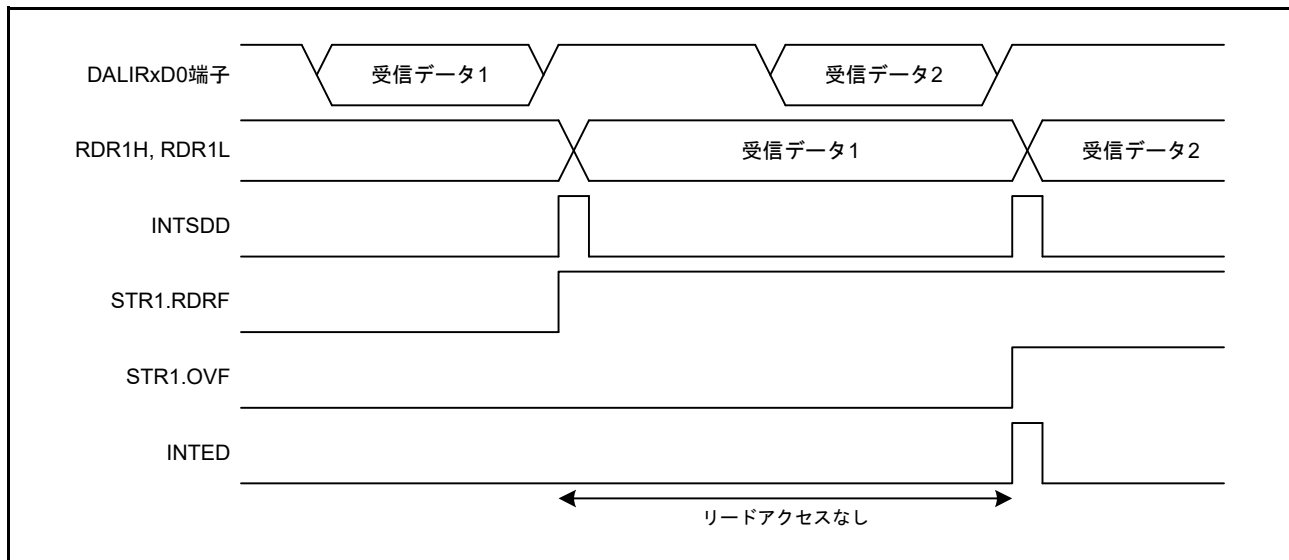 DALIRxD0端子
受信データ1
受信データ2
RDR1H, RDR1L
受信データ1
受信データ2
INTSDD
STR1.RDRF
STR1.OVF
INTED
リードアクセスなし